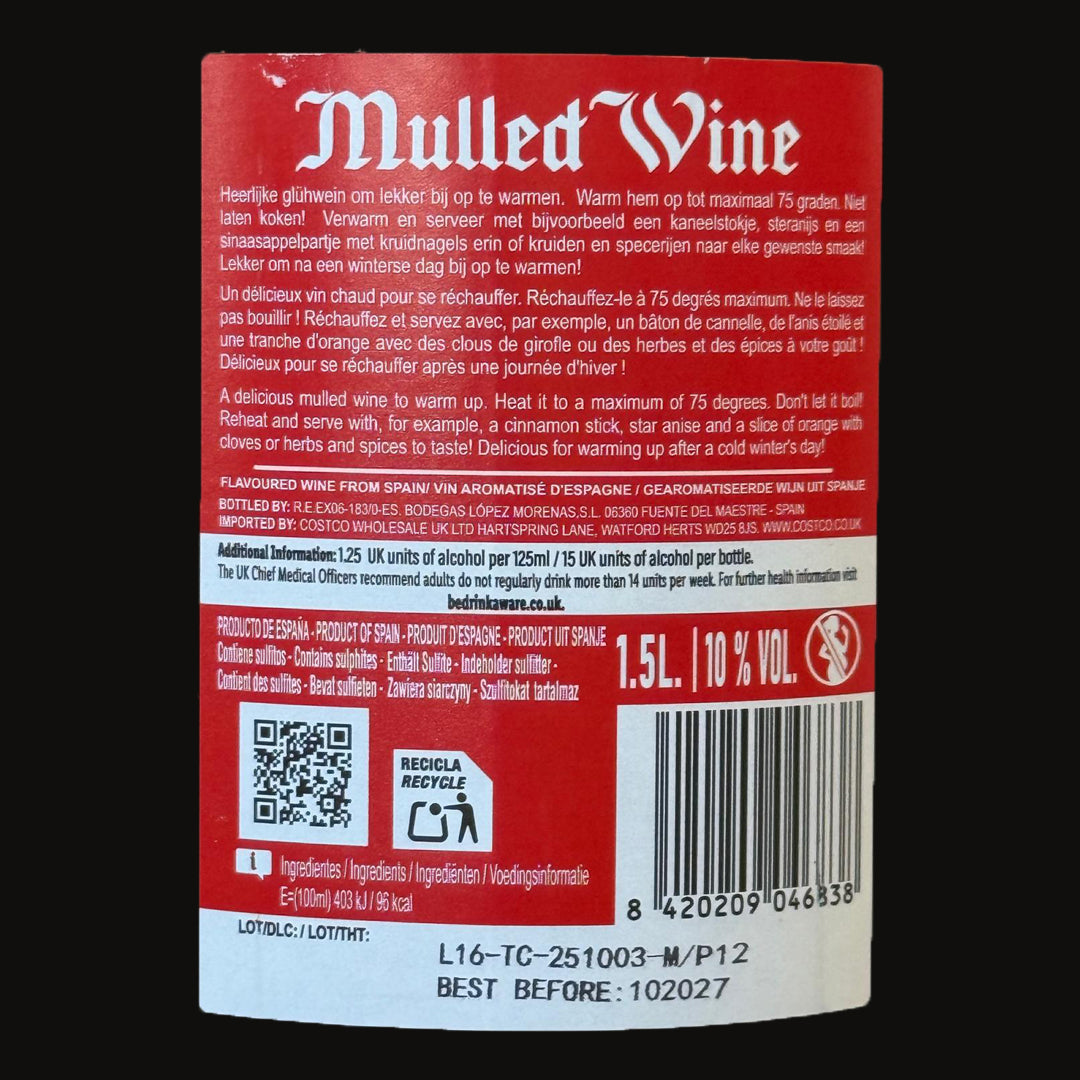 Mulled Wine
Heerlijke glühwein om lekker bij op te warmen. Warm hem op tot maximaal 75 graden. Niet
laten koken! Verwarm en serveer met bijvoorbeeld een kaneelstokje, steranijs en een
sinaasappelpartje met kruidnagels erin of kruiden en specerijen naar elke gewenste smaak!
Lekker om na een winterse dag bij op te warmen!
Un délicieux vin chaud pour se réchauffer. Réchauffez-le à 75 degrés maximum. Ne le laissez
pas bouillir ! Réchauffez et servez avec, par exemple, un bâton de cannelle, de l'anis étoilé et
une tranche d'orange avec des clous de girofle ou des herbes et des épices à votre goût !
Délicieux pour se réchauffer après une journée d'hiver !
A delicious mulled wine to warm up. Heat it to a maximum of 75 degrees. Don't let it boil!
Reheat and serve with, for example, a cinnamon stick, star anise and a slice of orange with
cloves or herbs and spices to taste! Delicious for warming up after a cold winter's day!
FLAVOURED WINE FROM SPAIN/ VIN AROMATISÉ D'ESPAGNE / GEAROMATISEERDE WIJN UIT SPANJE
BOTTLED BY: R.E.EX06-183/0-ES. BODEGAS LÓPEZ MORENAS,S.L. 06360 FUENTE DEL MAESTRE - SPAIN
IMPORTED BY: COSTCO WHOLESALE UK LTD HARTSPRING LANE, WATFORD HERTS WD25 8JS. WWW.COSTCO.CO.UK
Additional Information: 1.25 UK units of alcohol per 125ml / 15 UK units of alcohol per bottle.
The UK Chief Medical Officers recommend adults do not regularly drink more than 14 units per week. For further health information visit
bedrinkaware.co.uk.
PRODUCTO DE ESPAÑA - PRODUCT OF SPAIN - PRODUIT D'ESPAGNE - PRODUCT UIT SPANJE
Contiene sulfitos - Contains sulphites - Enthält Sulfite - Indeholder sulfitter -
Contient des sulfites - Bevat sulfieten - Zawiera siarczyny - Szulfitokat tartalmaz
1.5L. | 10 % VOL.
RECICLA
RECYCLE
i Ingredientes / Ingredients / Ingrediënten / Voedingsinformatie
E=(100ml) 403 kJ / 96 kcal
8 420209 046838
LOT/DLC: / LOT/THT:
L16-TC-251003-M/P12
BEST BEFORE: 102027